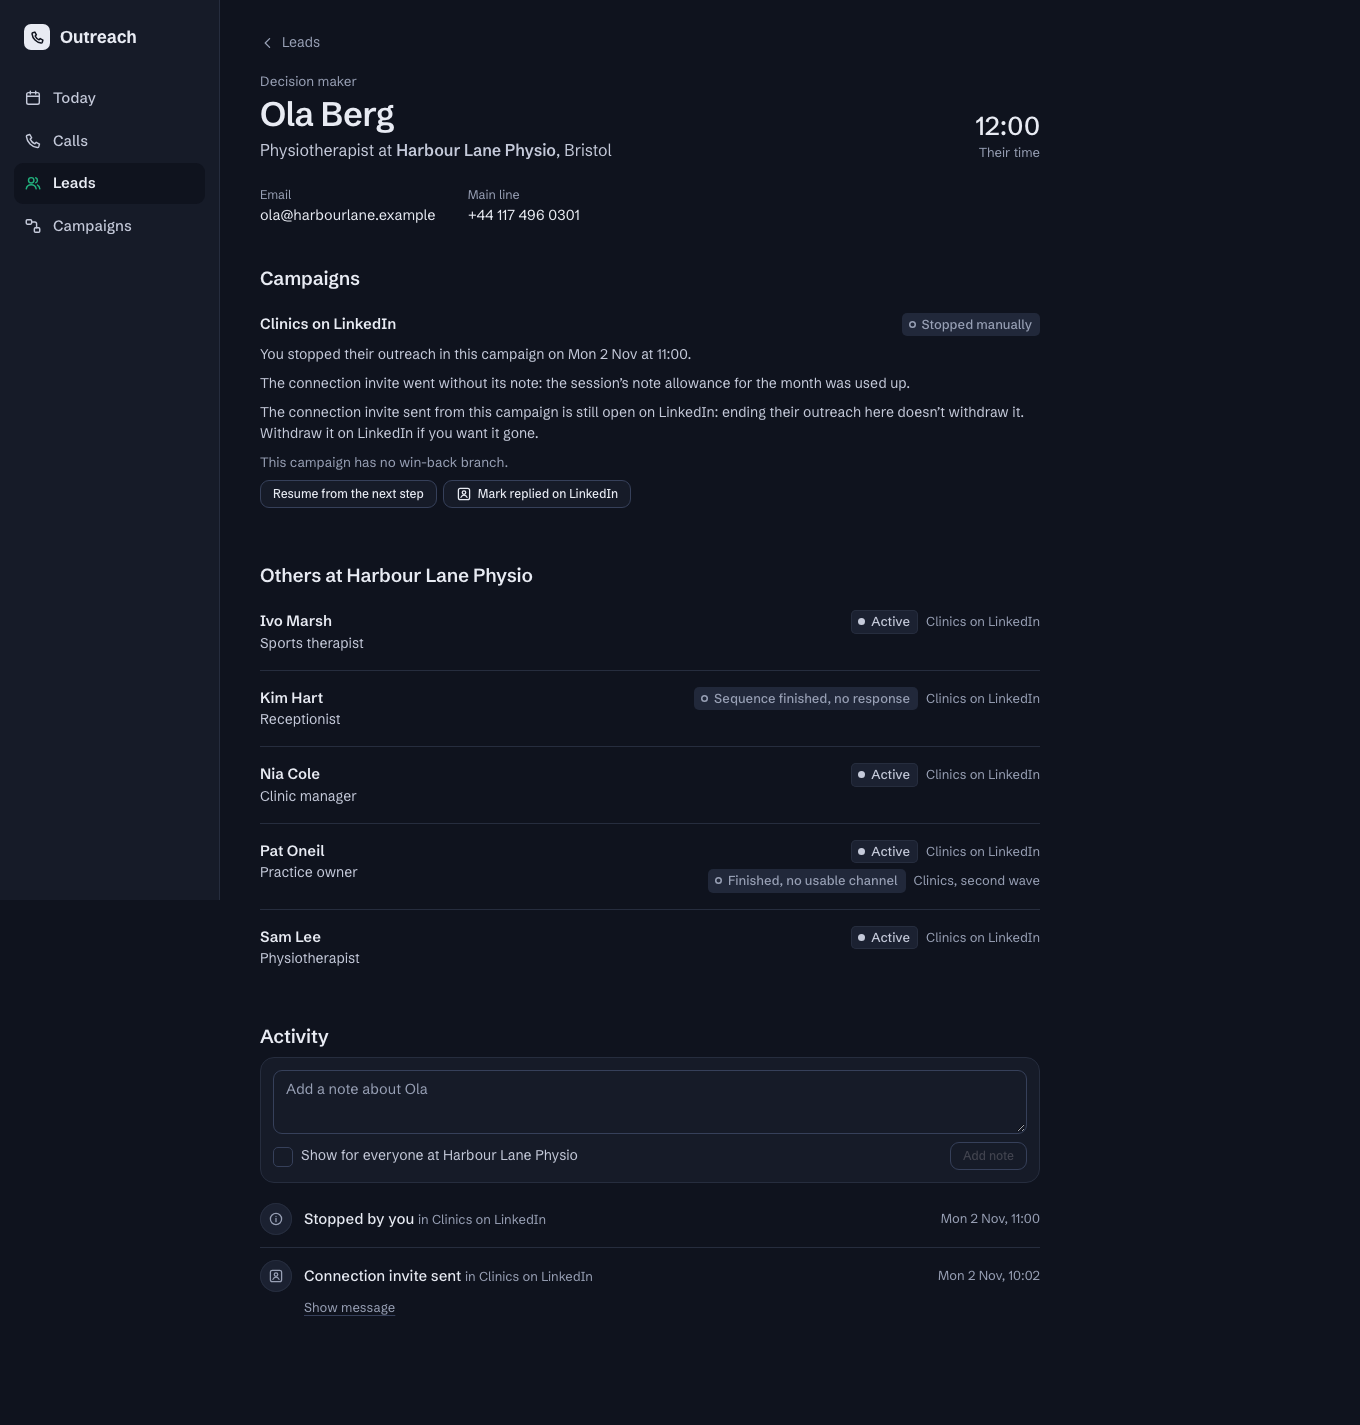 Outreach
Today
Calls
Leads
Campaigns
Leads
Decision maker
Ola Berg
Physiotherapist at Harbour Lane Physio, Bristol
12:00
Their time
Email
ola@harbourlane.example
Main line
+44 117 496 0301
Campaigns
Clinics on LinkedIn
Stopped manually
You stopped their outreach in this campaign on Mon 2 Nov at 11:00.
The connection invite went without its note: the session's note allowance for the month was used up.
The connection invite sent from this campaign is still open on LinkedIn: ending their outreach here doesn't withdraw it.
Withdraw it on LinkedIn if you want it gone.
This campaign has no win-back branch.
Resume from the next step
Mark replied on LinkedIn
Others at Harbour Lane Physio
Ivo Marsh
Sports therapist
Active
Clinics on LinkedIn
Kim Hart
Receptionist
Sequence finished, no response
Clinics on LinkedIn
Nia Cole
Clinic manager
Active
Clinics on LinkedIn
Pat Oneil
Practice owner
Active
Clinics on LinkedIn
Finished, no usable channel
Clinics, second wave
Sam Lee
Physiotherapist
Active
Clinics on LinkedIn
Activity
Add a note about Ola
Show for everyone at Harbour Lane Physio
Add note
Stopped by you in Clinics on LinkedIn
Mon 2 Nov, 11:00
Connection invite sent in Clinics on LinkedIn
Mon 2 Nov, 10:02
Show message